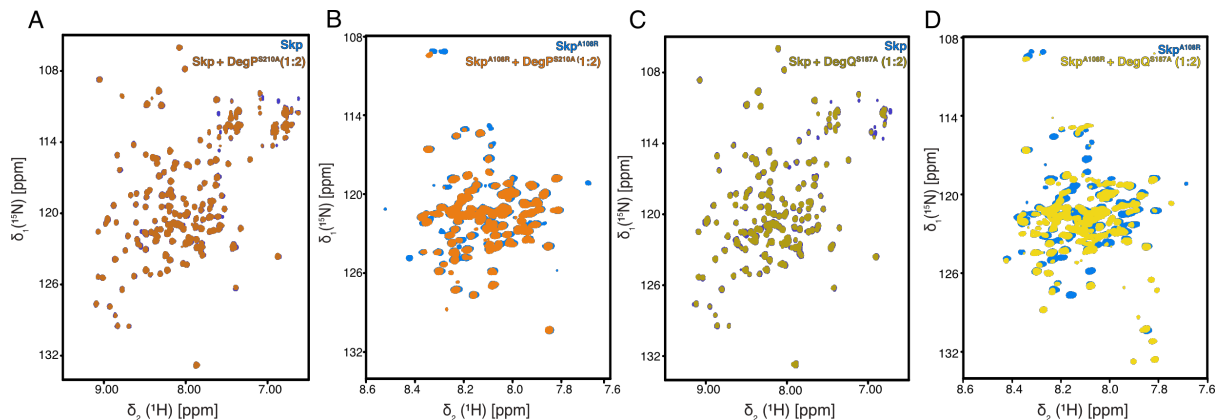 A
Skp
Skp + DegP^S210A (1:2)
108
114
120
126
132
9.00
8.00
7.00
δ₁(¹⁵N) [ppm]
δ₂ (¹H) [ppm]
B
Skp^A108R
Skp^A108R + DegP^S210A (1:2)
108
114
120
126
132
8.6
8.4
8.2
8.0
7.8
7.6
δ₁(¹⁵N) [ppm]
δ₂ (¹H) [ppm]
C
Skp
Skp + DegQ^S187A (1:2)
108
114
120
126
132
9.00
8.00
7.00
δ₁(¹⁵N) [ppm]
δ₂ (¹H) [ppm]
D
Skp^A108R
Skp^A108R + DegQ^S187A (1:2)
108
114
120
126
132
8.6
8.4
8.2
8.0
7.8
7.6
δ₁(¹⁵N) [ppm]
δ₂ (¹H) [ppm]